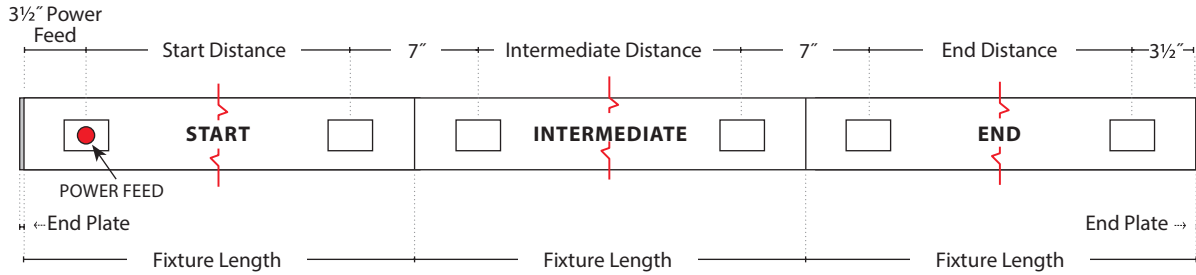 3½″ Power
Feed
Start Distance
7″
Intermediate Distance
7″
End Distance
3½″
START
INTERMEDIATE
END
POWER FEED
←End Plate
End Plate→
Fixture Length
Fixture Length
Fixture Length